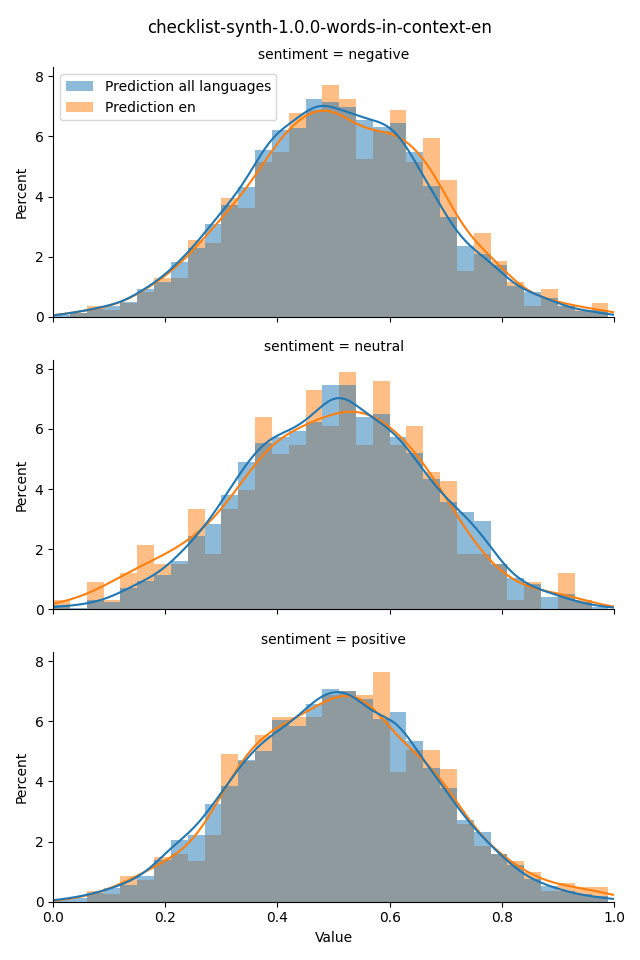 checklist-synth-1.0.0-words-in-context-en
sentiment = negative
Prediction all languages
Prediction en
8
6
4
2
0
Percent
sentiment = neutral
8
6
4
2
0
Percent
sentiment = positive
8
6
4
2
0
Percent
0.0 0.2 0.4 0.6 0.8 1.0
Value